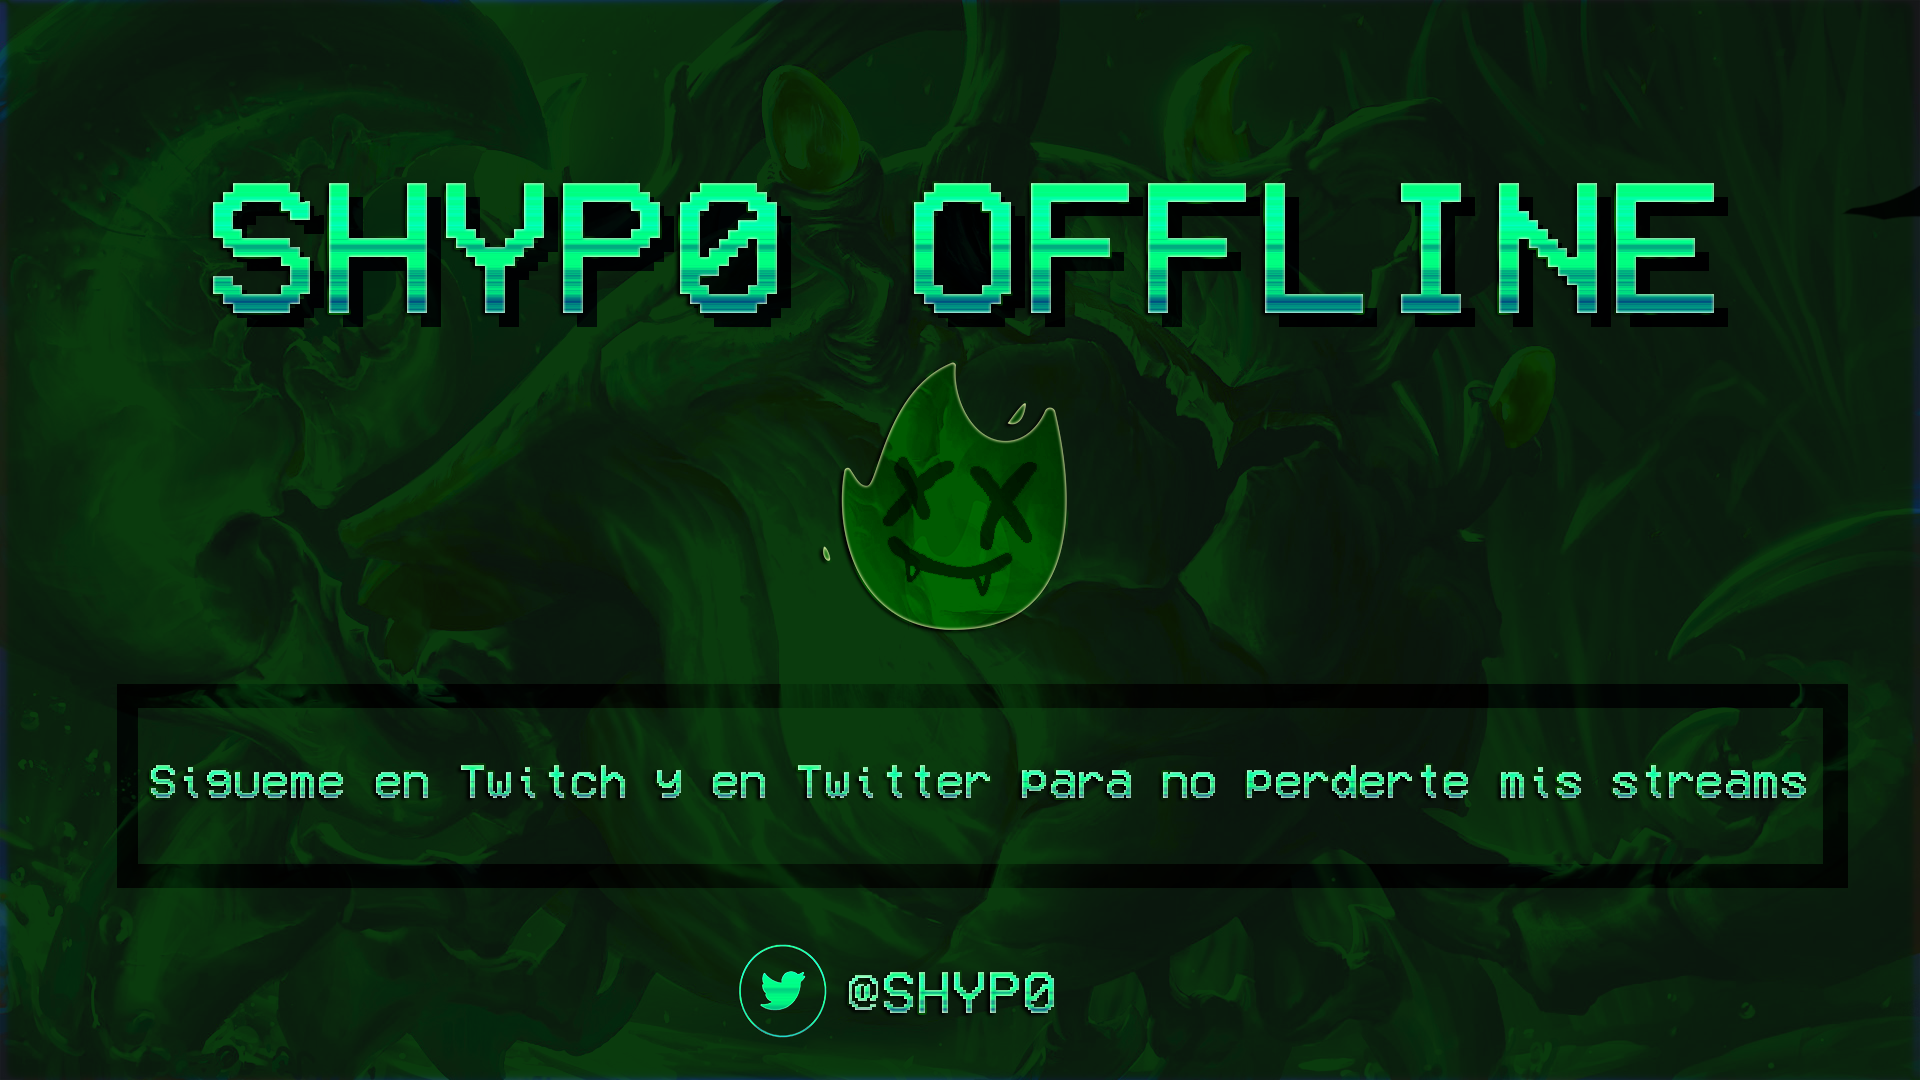 SHYP0 OFFLINE
Sigueme en Twitch y en Twitter para no perderte mis streams
@SHYP0